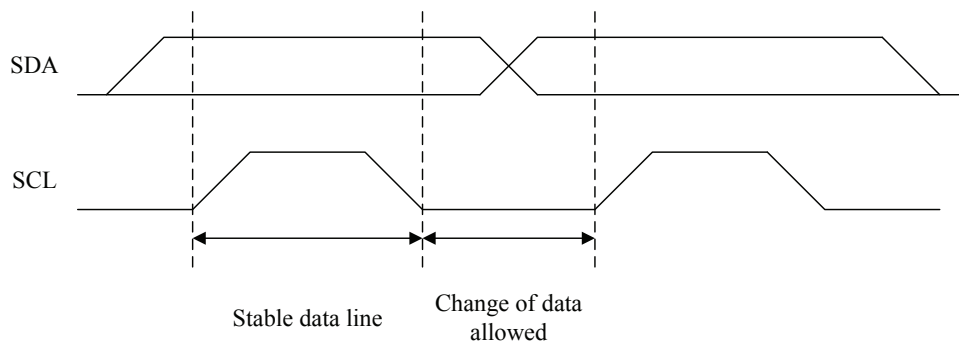 SDA
SCL
Stable data line
Change of data
allowed